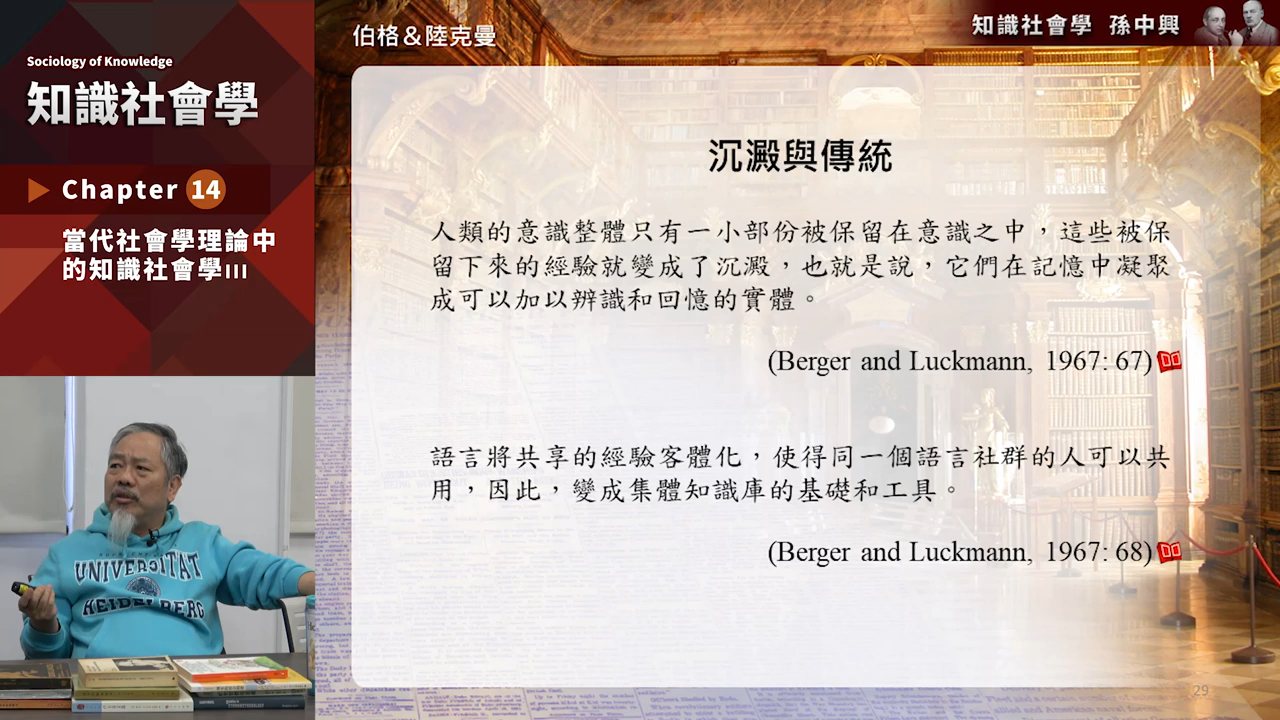 Sociology of Knowledge
知識社會學
Chapter 14
當代社會學理論中
的知識社會學III
UNIVERSITÄT
HEIDELBERG
伯格&陸克曼
知識社會學 孫中興
沉澱與傳統
人類的意識整體只有一小部份被保留在意識之中，這些被保
留下來的經驗就變成了沉澱，也就是說，它們在記憶中凝聚
成可以加以辨識和回憶的實體。
(Berger and Luckmann, 1967: 67)
語言將共享的經驗客體化，使得同一個語言社群的人可以共
用，因此，變成集體知識庫的基礎和工具。
(Berger and Luckmann, 1967: 68)
29